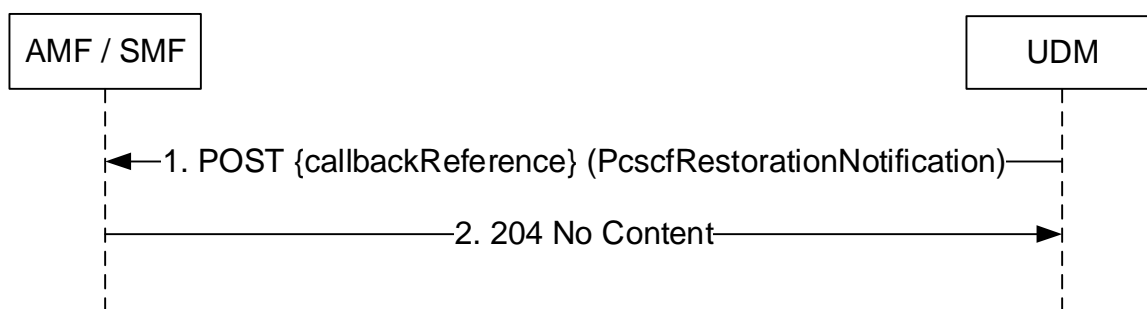 AMF / SMF
UDM
1. POST {callbackReference} (PcscfRestorationNotification)
2. 204 No Content